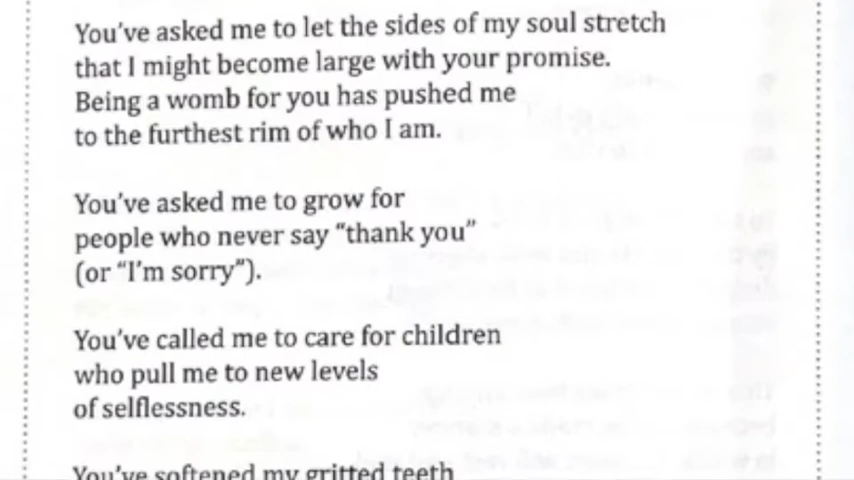 You’ve asked me to let the sides of my soul stretch
that I might become large with your promise.
Being a womb for you has pushed me
to the furthest rim of who I am.
You’ve asked me to grow for
people who never say “thank you”
(or “I’m sorry”).
You’ve called me to care for children
who pull me to new levels
of selflessness.
You’ve softened my gritted teeth